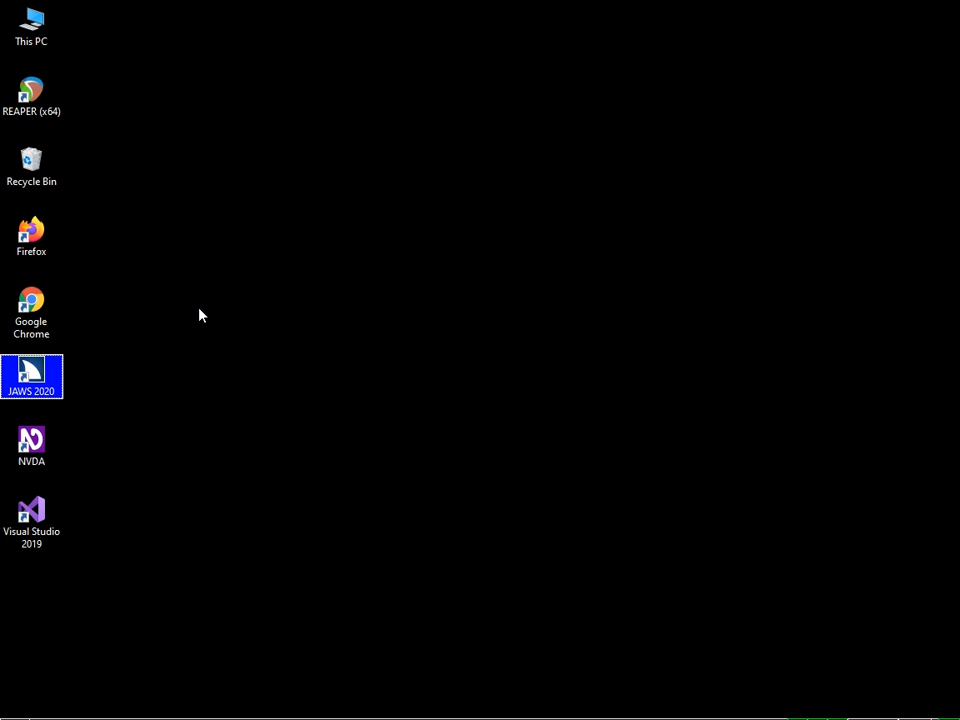 This PC
REAPER (x64)
Recycle Bin
Firefox
Google
Chrome
JAWS 2020
NVDA
Visual Studio
2019